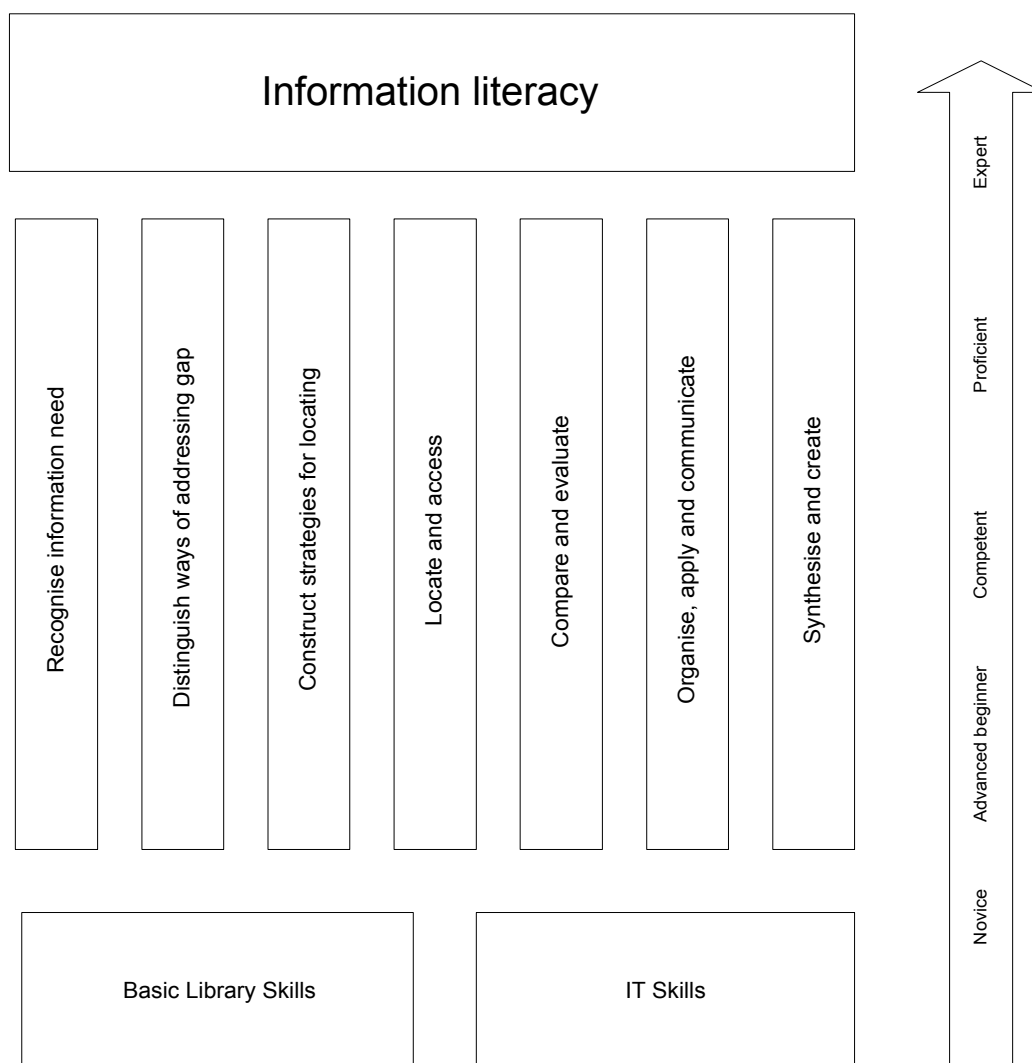 Information literacy
Recognise information need
Distinguish ways of addressing gap
Construct strategies for locating
Locate and access
Compare and evaluate
Organise, apply and communicate
Synthesise and create
Basic Library Skills
IT Skills
Expert
Proficient
Competent
Advanced beginner
Novice